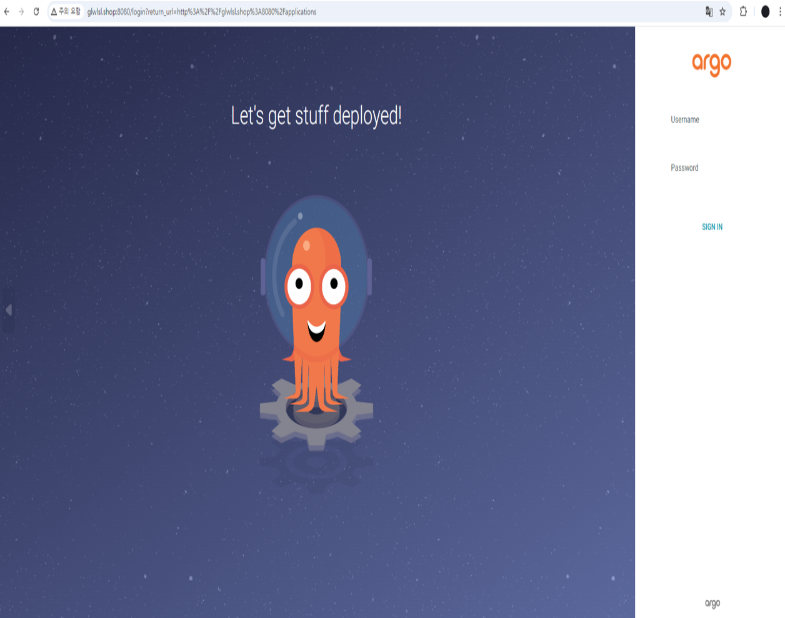 주의 요함
glwlsl.shop:8080/login?return_url=http%3A%2F%2Fglwlsl.shop%3A8080%2Fapplications
argo
Let's get stuff deployed!
Username
Password
SIGN IN
argo